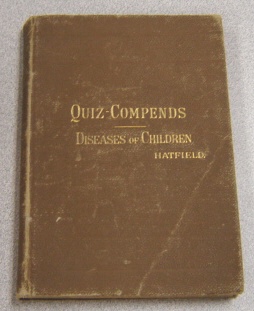 QUIZ-COMPENDS
DISEASES OF CHILDREN
HATFIELD